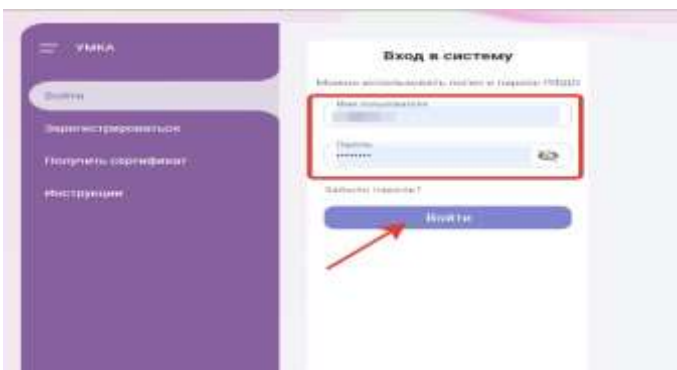 УМКА
Войти
Зарегистрироваться
Получить сертификат
Инструкции
Вход в систему
Можно использовать логин и пароль
Имя пользователя
Пароль
Забыли пароль?
Войти